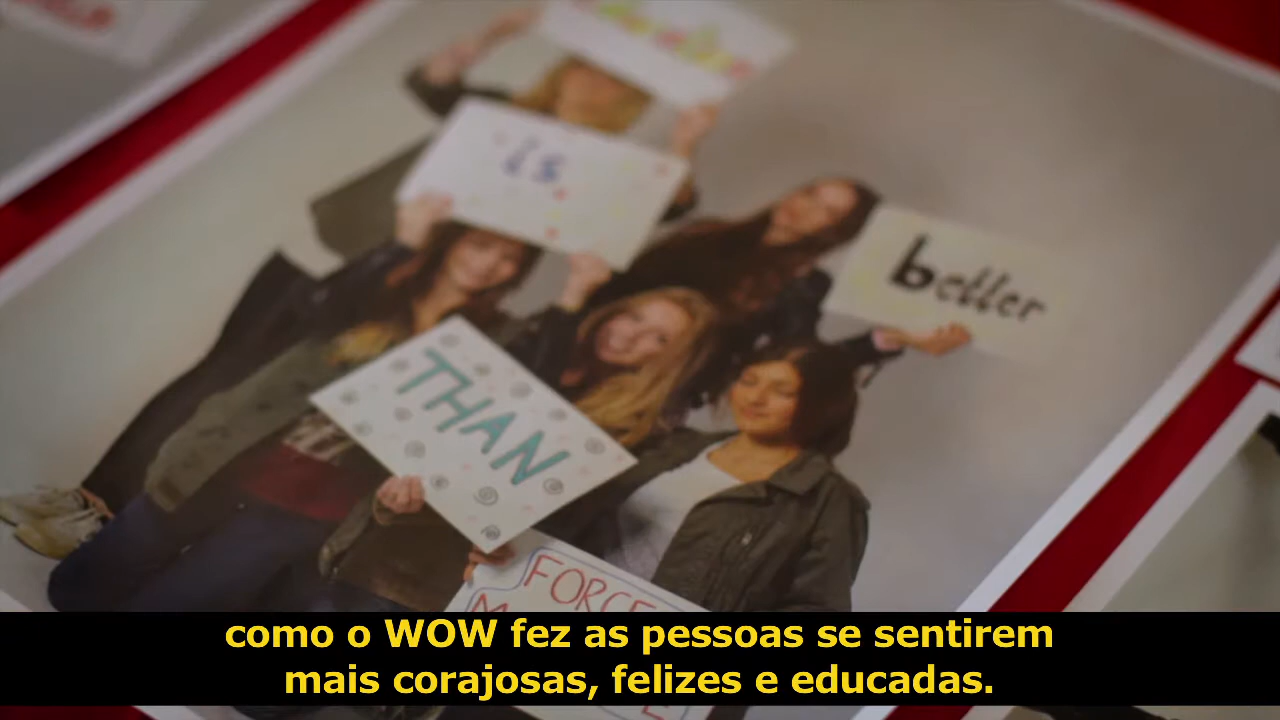 is
better
THAN
FORCE
como o WOW fez as pessoas se sentirem
mais corajosas, felizes e educadas.